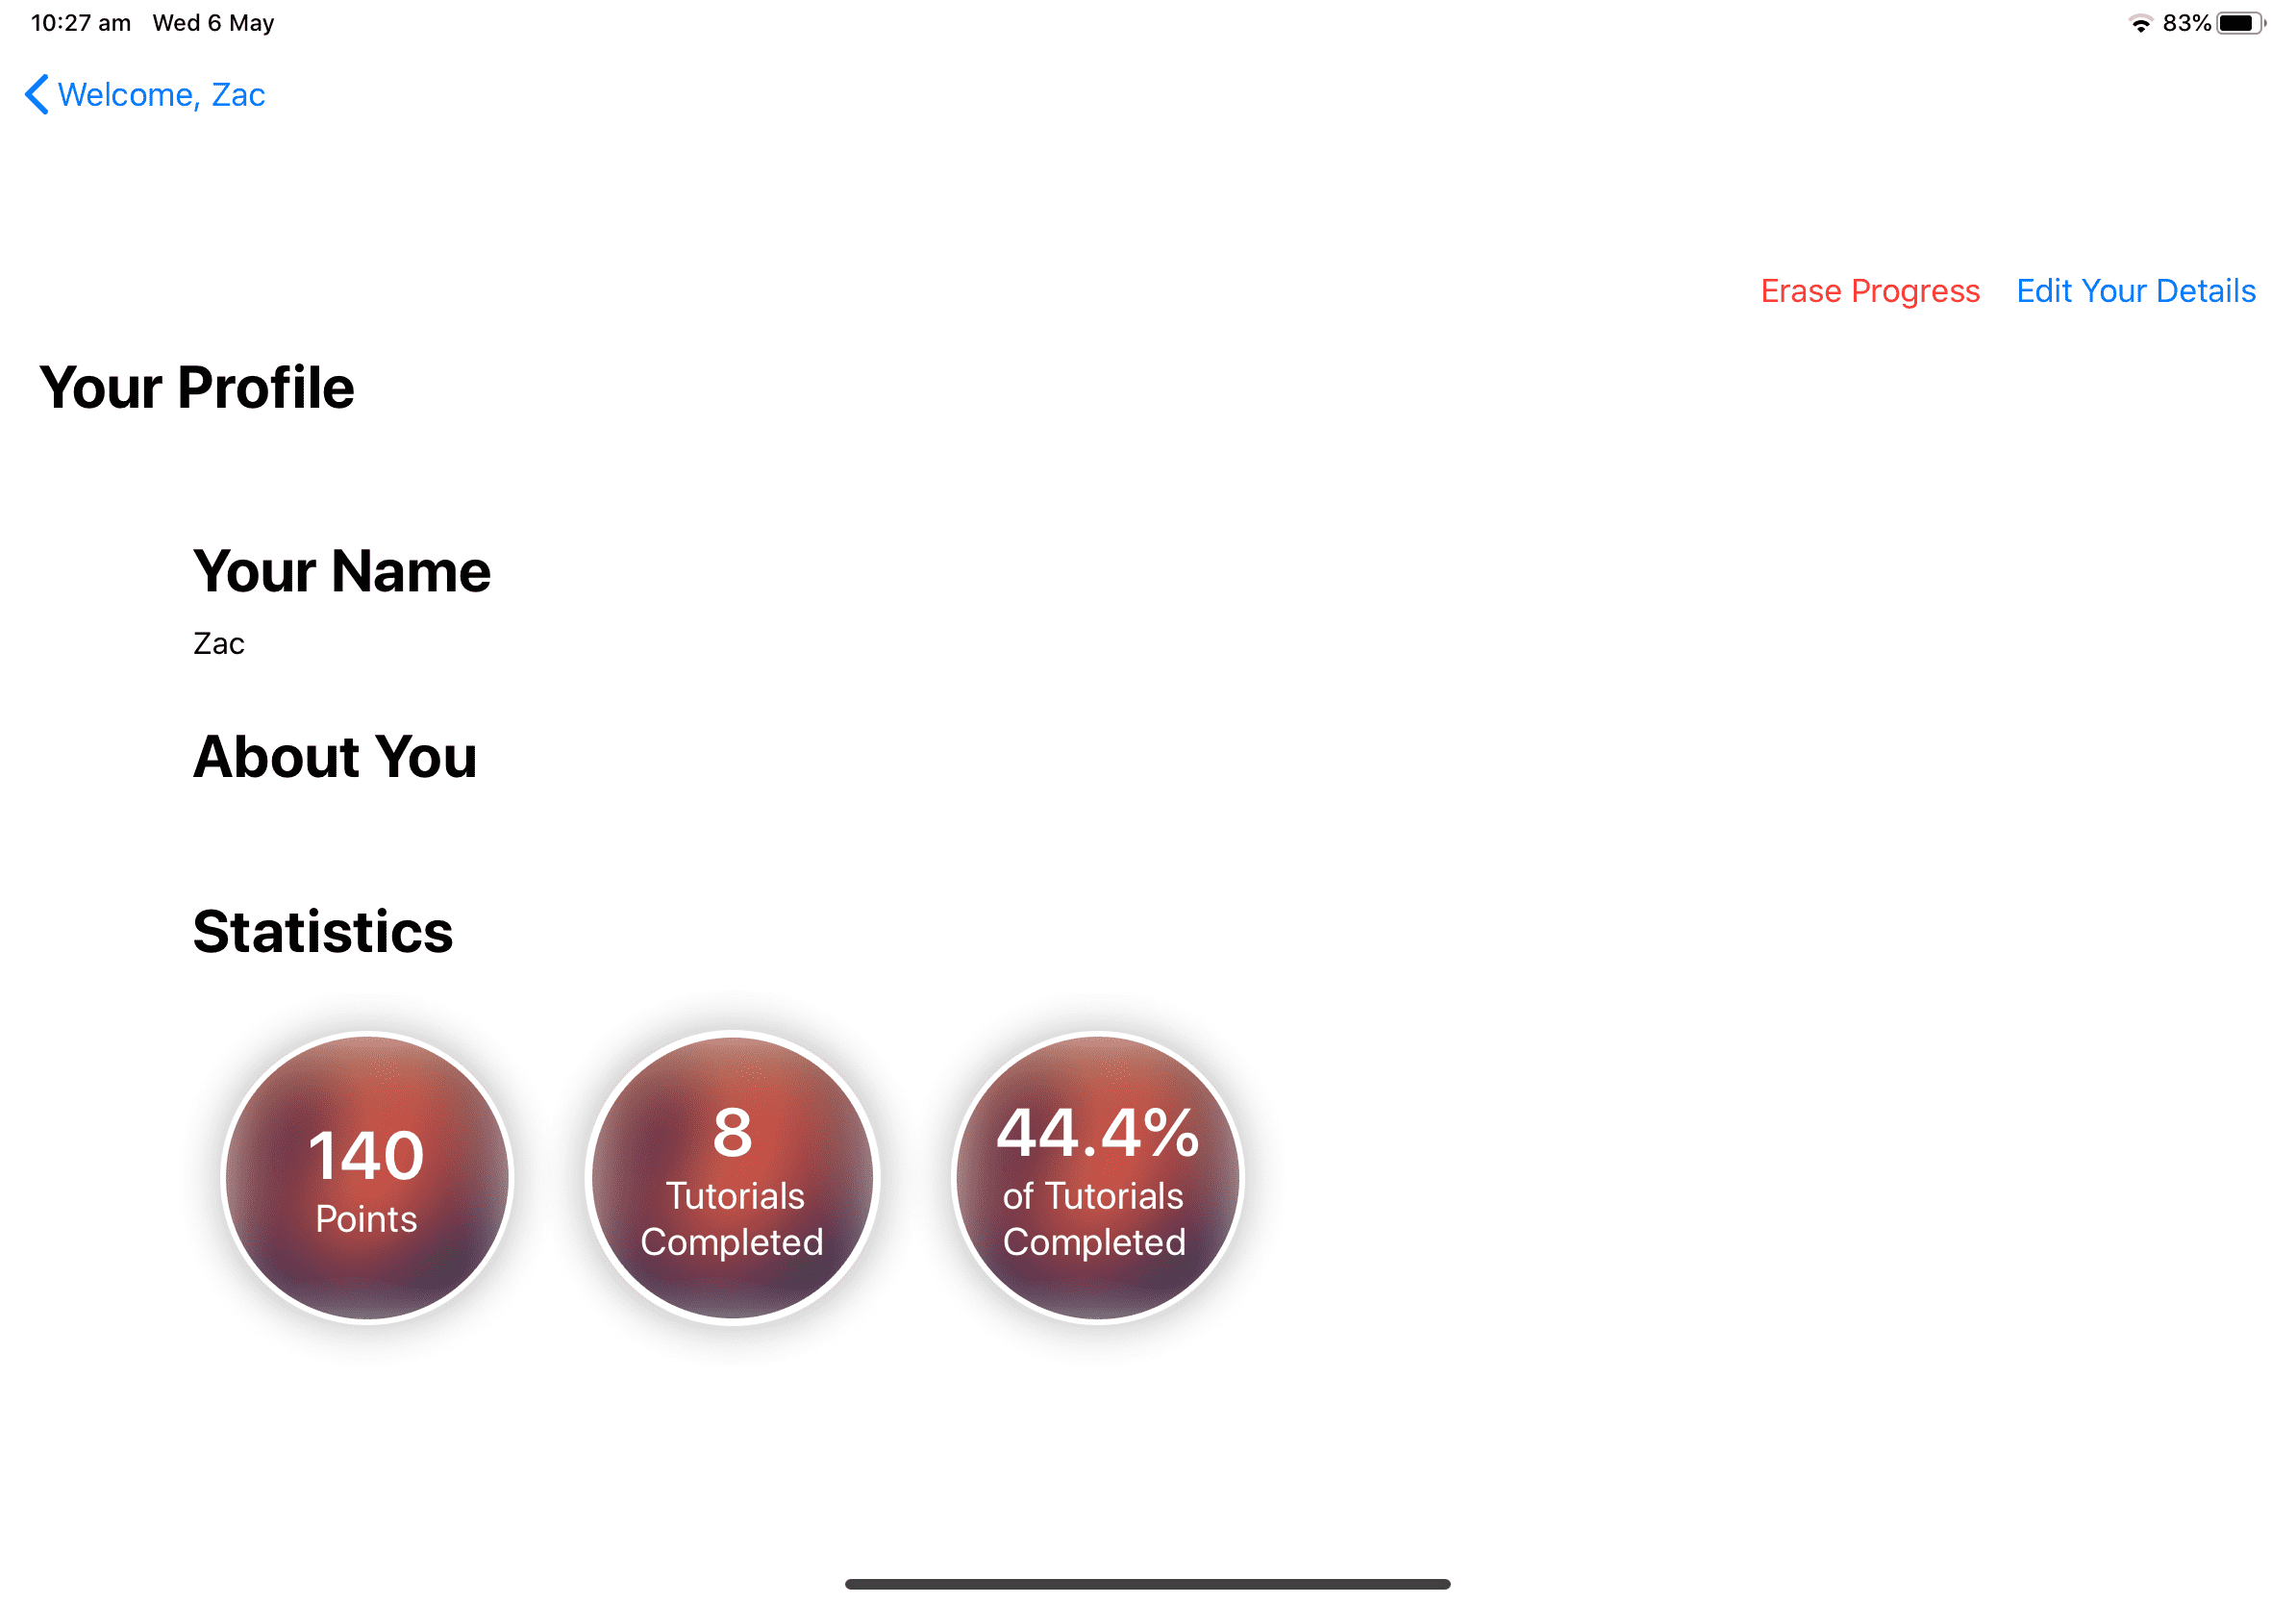 10:27 am Wed 6 May
83%
Welcome, Zac
Erase Progress Edit Your Details
Your Profile
Your Name
Zac
About You
Statistics
140
Points
8
Tutorials
Completed
44.4%
of Tutorials
Completed